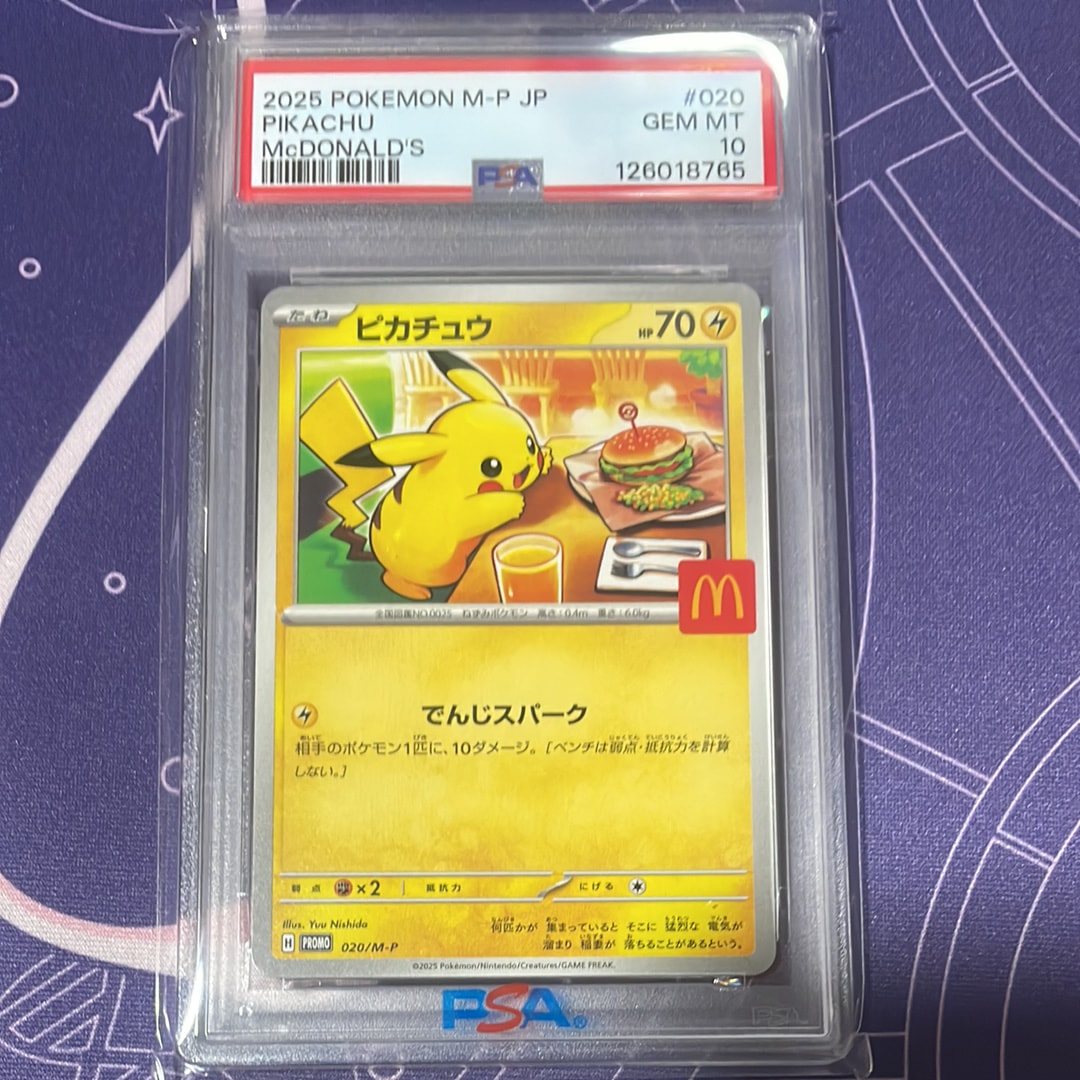 2025 POKEMON M-P JP #020
PIKACHU GEM MT
McDONALD'S 10
PSA 126018765
たね ピカチュウ HP70
M
全国図鑑NO.0025 ねずみポケモン 高さ:0.4m 重さ:6.0kg
でんじスパーク
相手のポケモン1匹に、10ダメージ。[ベンチは弱点・抵抗力を計算
しない。]
弱点 ×2 抵抗力 にげる
Illus. Yuu Nishida
何匹かが 集まっていると そこに 猛烈な 電気が
溜まり 稲妻が 落ちることがあるという。
I PROMO 020/M-P
©2025 Pokémon/Nintendo/Creatures/GAME FREAK.
PSA
PSA